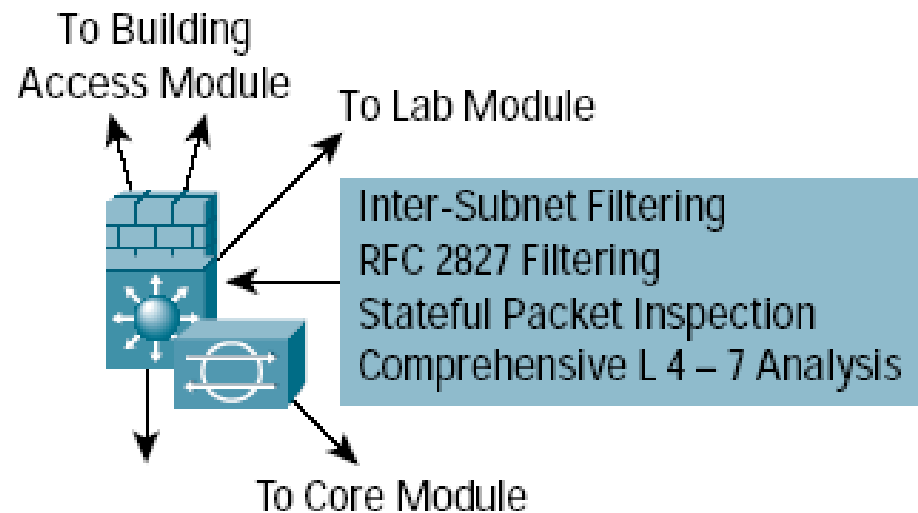 To Building
Access Module
To Lab Module
Inter-Subnet Filtering
RFC 2827 Filtering
Stateful Packet Inspection
Comprehensive L 4 – 7 Analysis
To Core Module